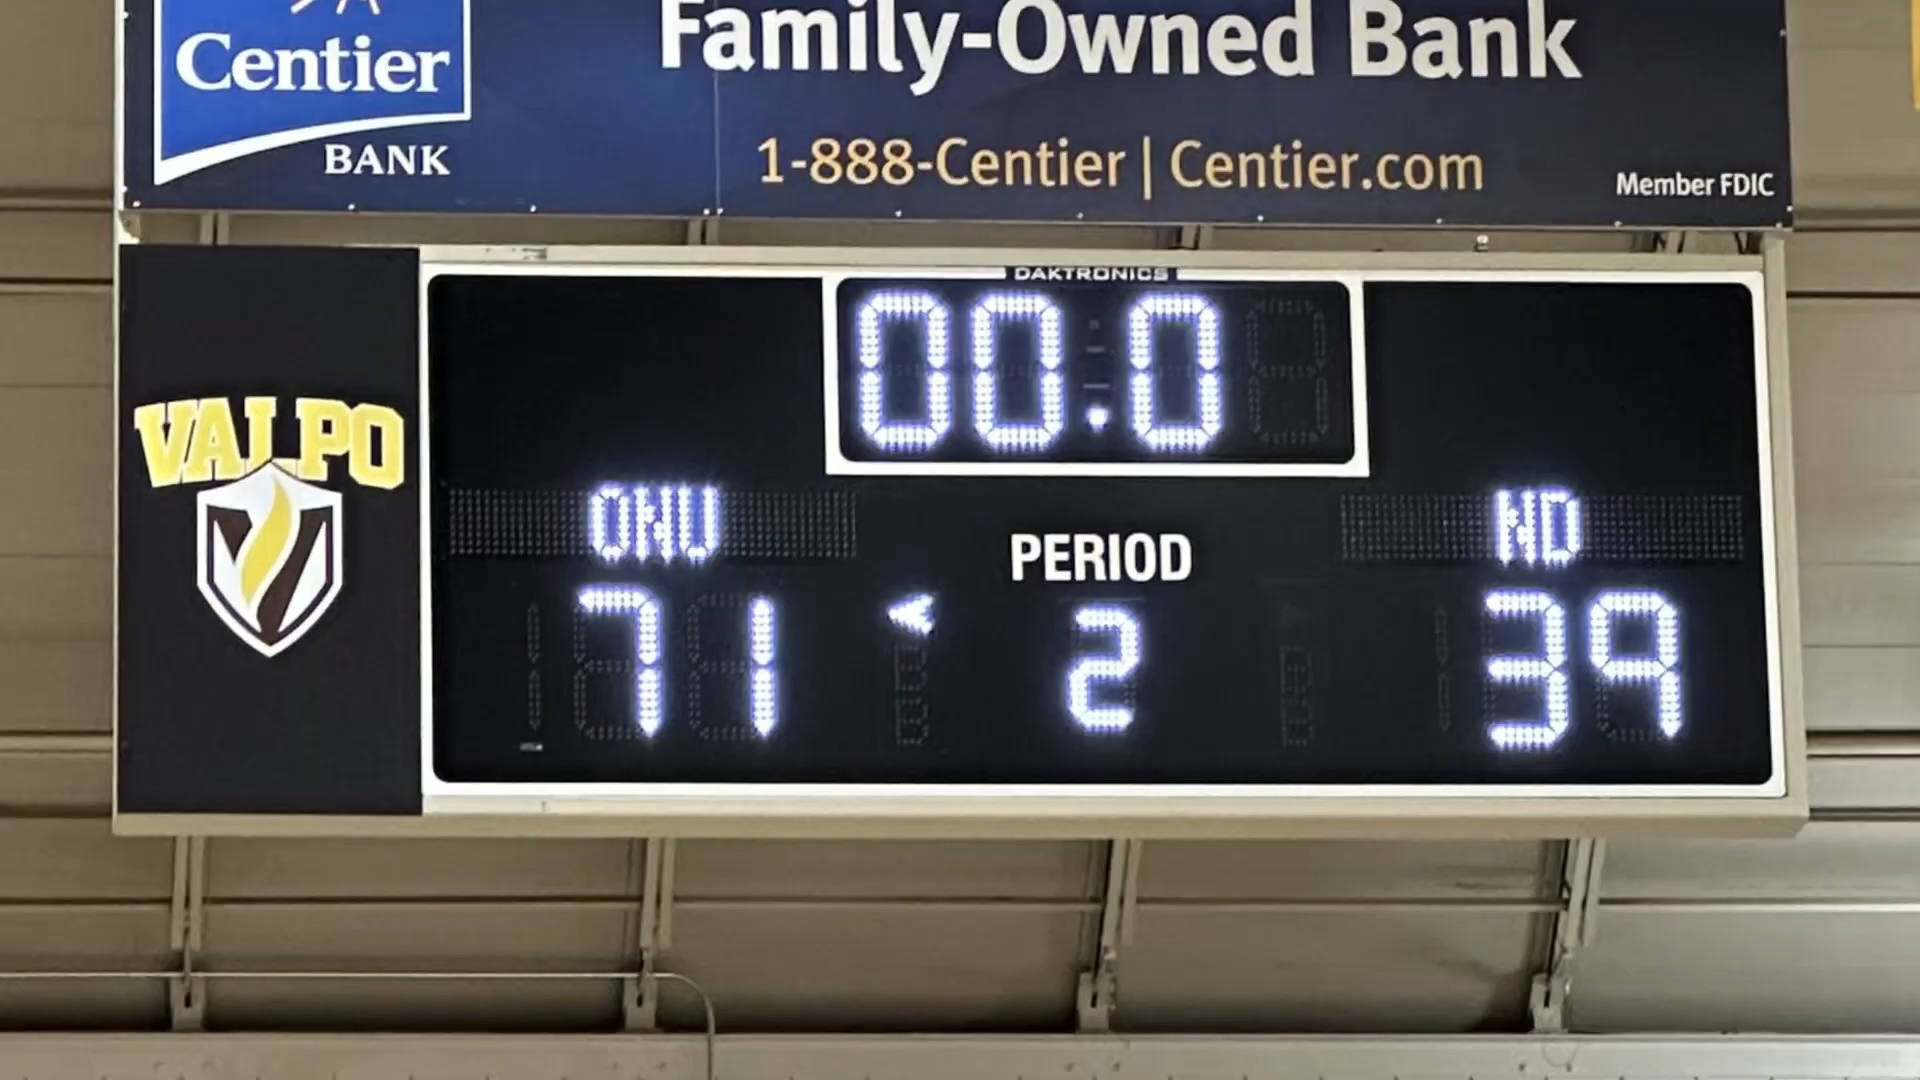 Centier
BANK
Family-Owned Bank
1-888-Centier | Centier.com
Member FDIC
DAKTRONICS
00.0
VALPO
ONU
ND
PERIOD
71
2
39